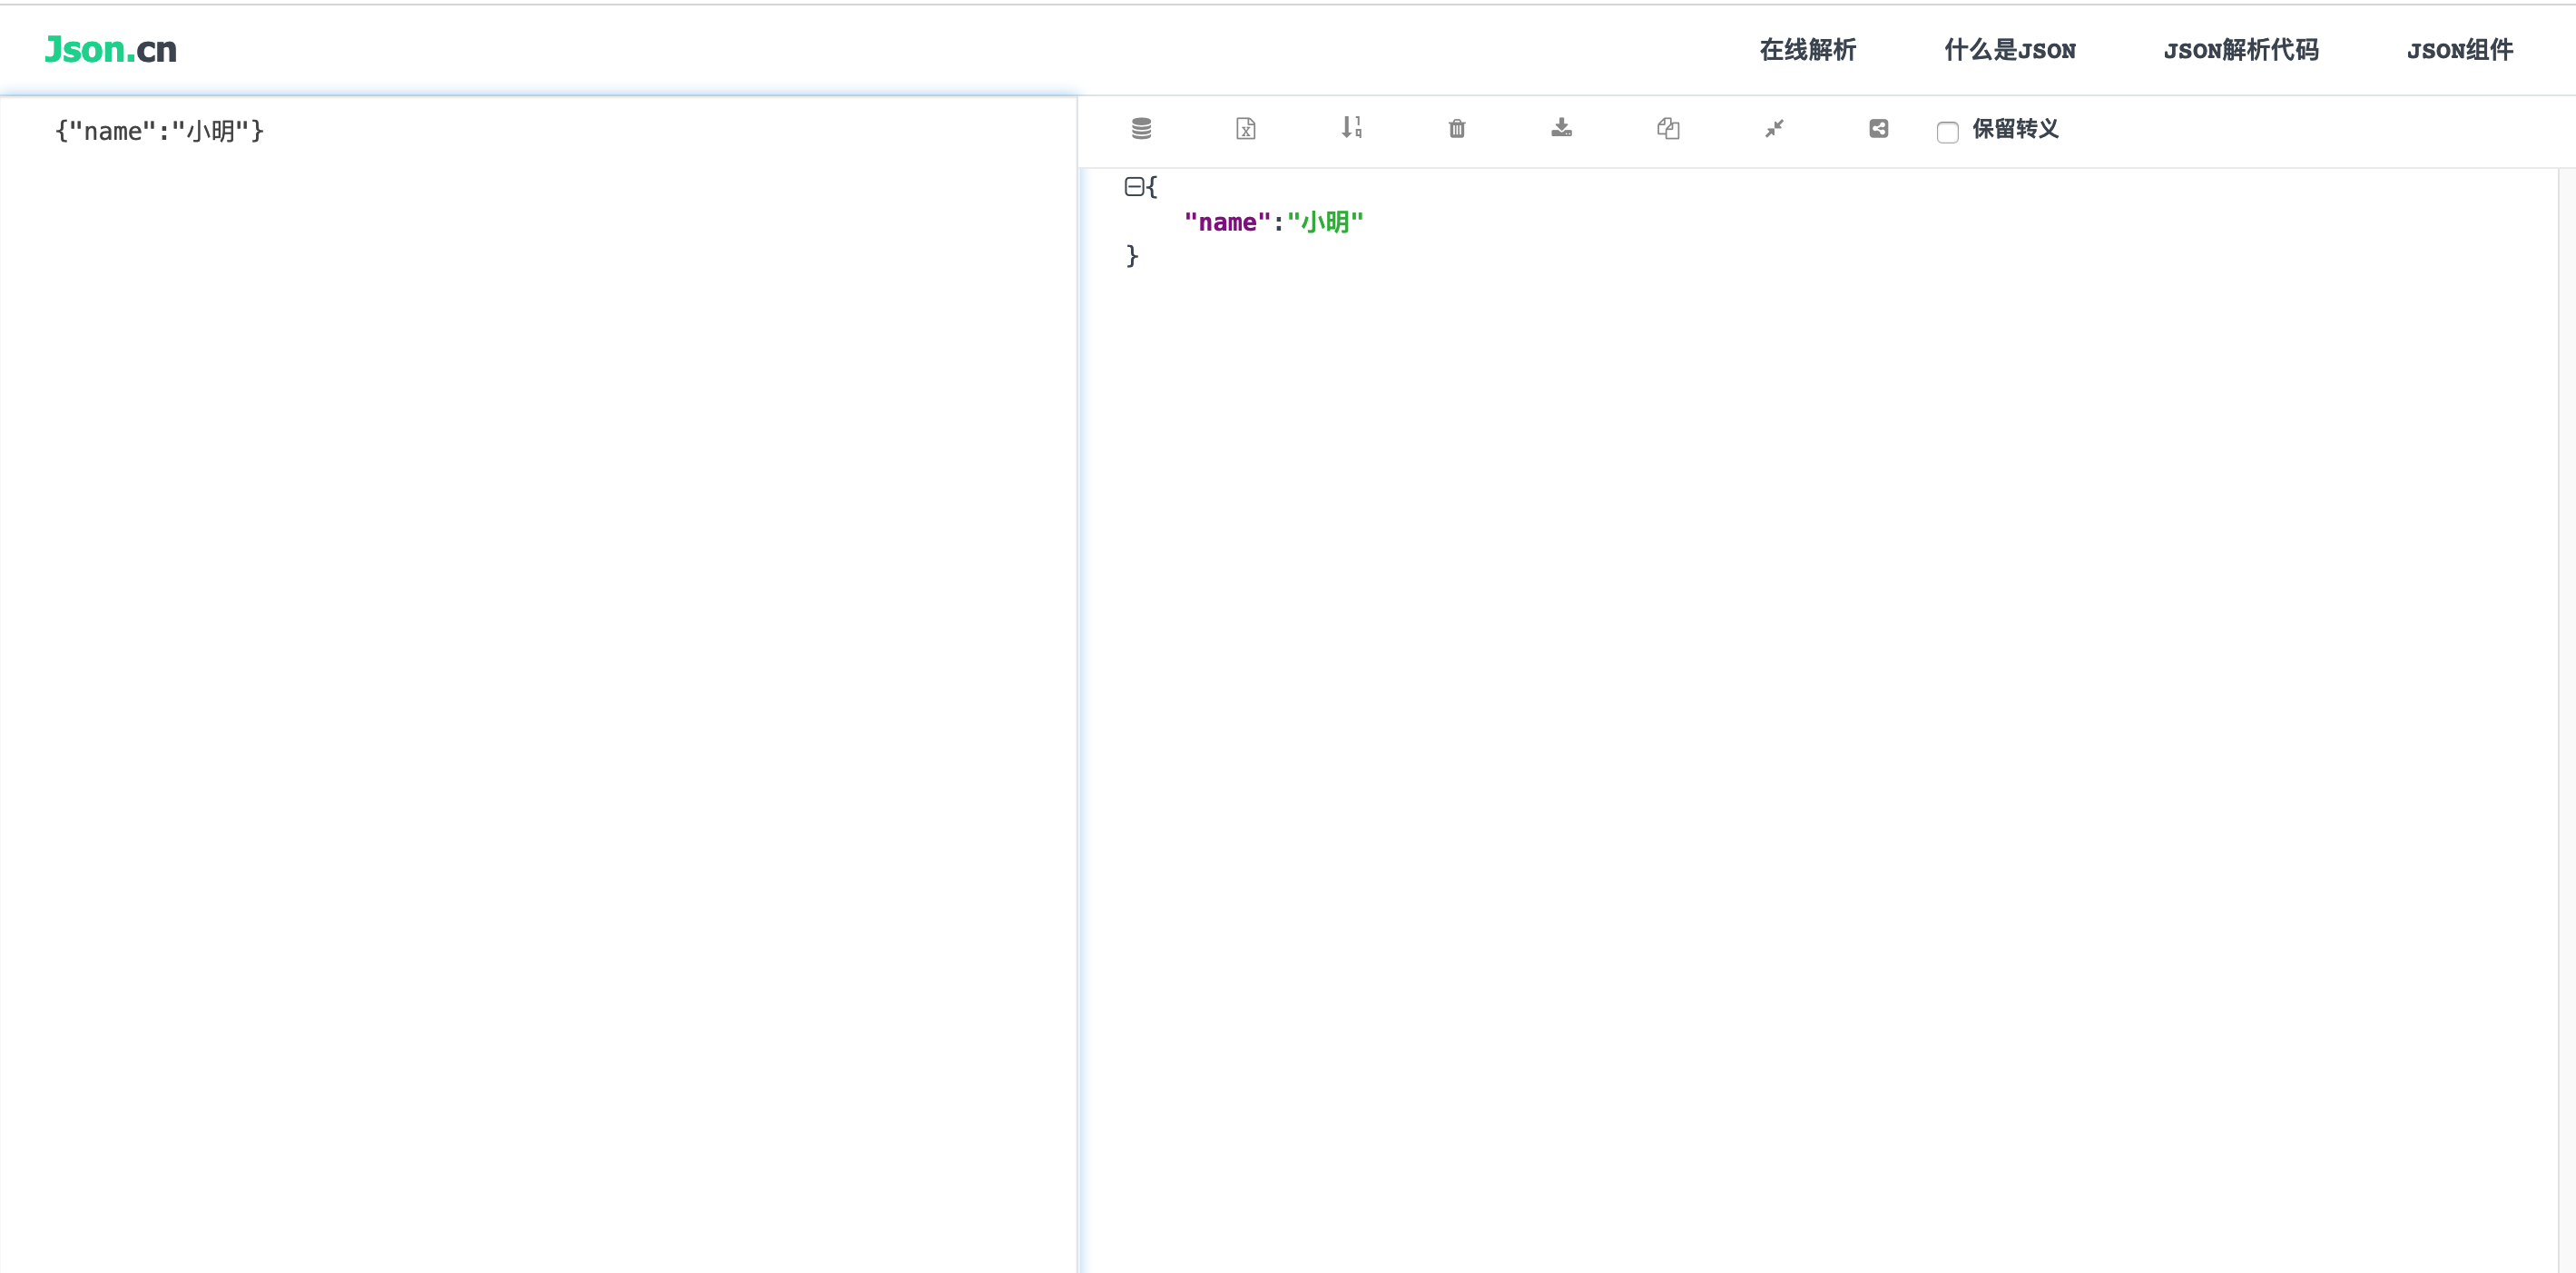 Json.cn
在线解析 什么是JSON JSON解析代码 JSON组件
{"name":"小明"}
保留转义
{
"name":"小明"
}